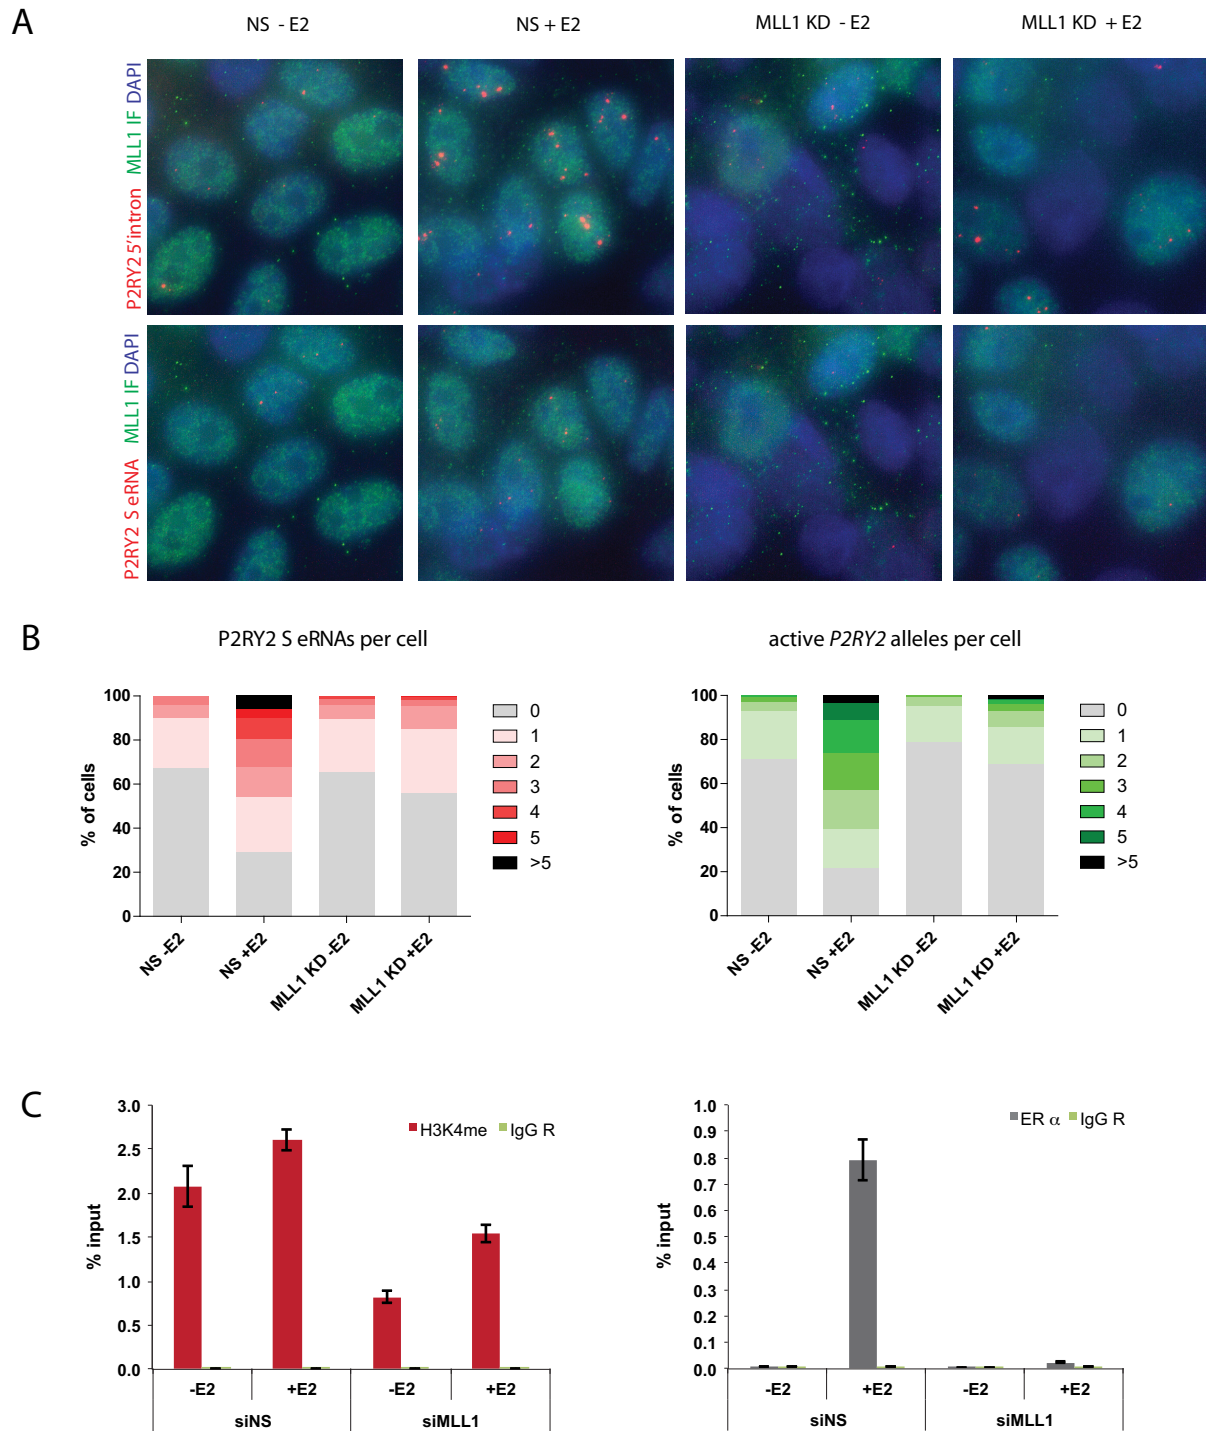 A
NS - E2
NS + E2
MLL1 KD - E2
MLL1 KD + E2
P2RY2 5'intron MLL1 IF DAPI
P2RY2 S eRNA MLL1 IF DAPI
B
P2RY2 S eRNAs per cell
% of cells
100
80
60
40
20
0
NS -E2
NS +E2
MLL1 KD -E2
MLL1 KD +E2
0
1
2
3
4
5
>5
active P2RY2 alleles per cell
% of cells
100
80
60
40
20
0
NS -E2
NS +E2
MLL1 KD -E2
MLL1 KD +E2
0
1
2
3
4
5
>5
C
% input
3.0
2.5
2.0
1.5
1.0
0.5
0.0
H3K4me IgG R
-E2 +E2 -E2 +E2
siNS siMLL1
% input
1.0
0.9
0.8
0.7
0.6
0.5
0.4
0.3
0.2
0.1
0.0
ER α IgG R
-E2 +E2 -E2 +E2
siNS siMLL1